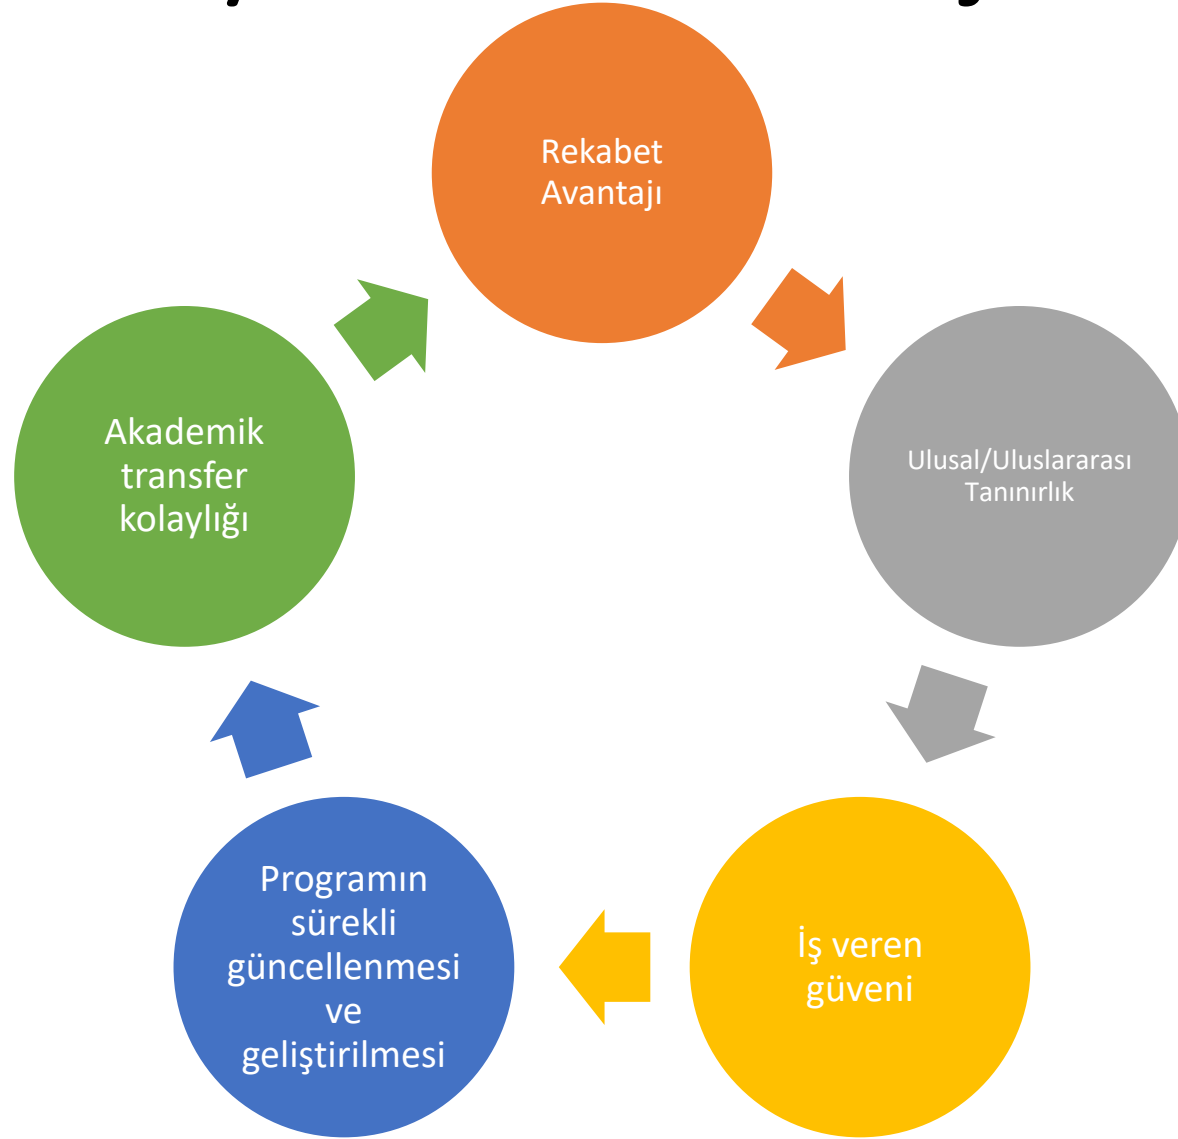 Rekabet
Avantajı
Ulusal/Uluslararası
Tanınırlık
İş veren
güveni
Programın
sürekli
güncellenmesi
ve
geliştirilmesi
Akademik
transfer
kolaylığı